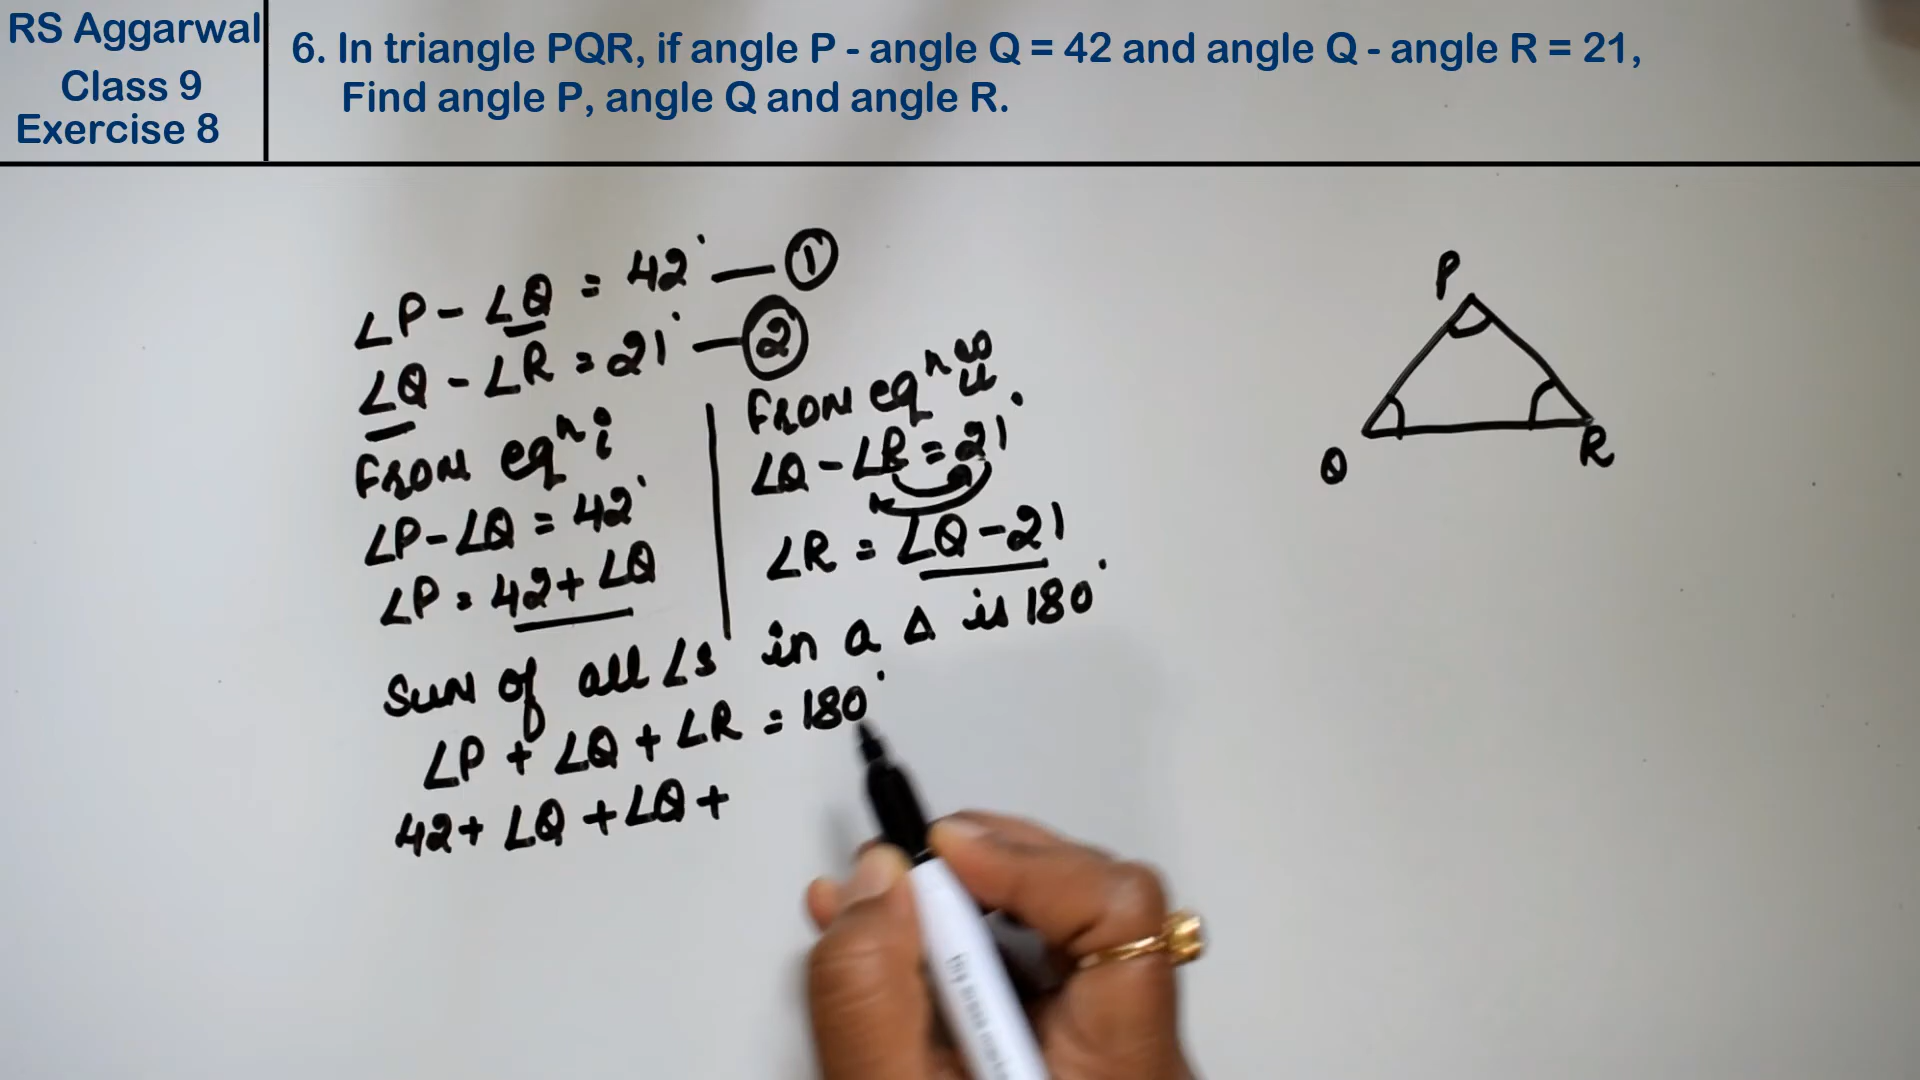 RS Aggarwal
Class 9
Exercise 8
6. In triangle PQR, if angle P - angle Q = 42 and angle Q - angle R = 21,
Find angle P, angle Q and angle R.
∠P - ∠Q = 42° — ①
∠Q - ∠R = 21° — ②
From eqⁿ i
∠P - ∠Q = 42°
∠P = 42 + ∠Q
From eqⁿ ii
∠Q - ∠R = 21°
∠R = ∠Q - 21
Sum of all ∠s in a Δ is 180°
∠P + ∠Q + ∠R = 180°
42 + ∠Q + ∠Q +
P
Q
R